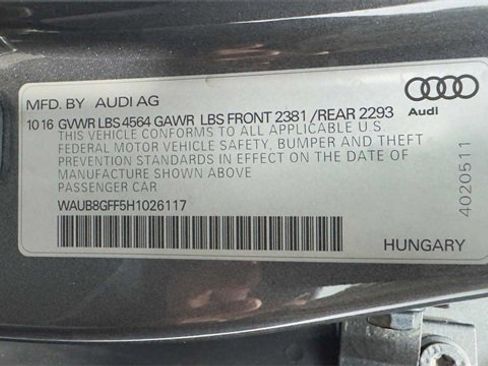 MFD. BY AUDI AG
10 16 GVWR LBS 4564 GAWR LBS FRONT 2381 / REAR 2293
THIS VEHICLE CONFORMS TO ALL APPLICABLE U.S
FEDERAL MOTOR VEHICLE SAFETY, BUMPER AND THEFT
PREVENTION STANDARDS IN EFFECT ON THE DATE OF
MANUFACTURE SHOWN ABOVE
PASSENGER CAR
WAUB8GFF5H1026117
HUNGARY
Audi
4020511